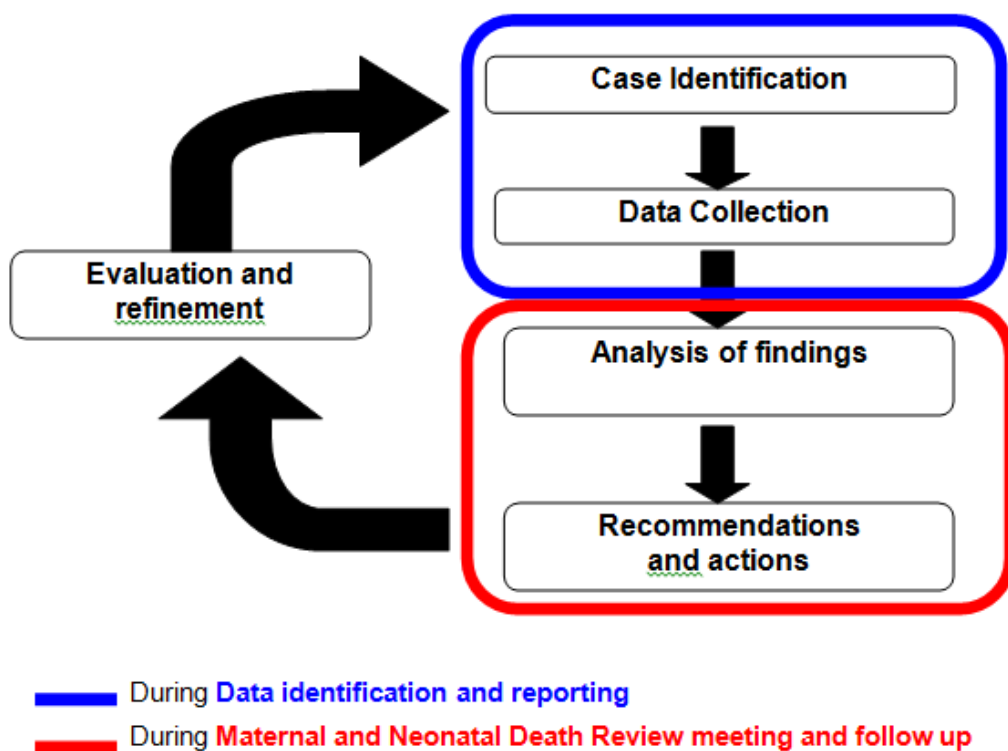 Case Identification
Data Collection
Evaluation and
refinement
Analysis of findings
Recommendations
and actions
During Data identification and reporting
During Maternal and Neonatal Death Review meeting and follow up